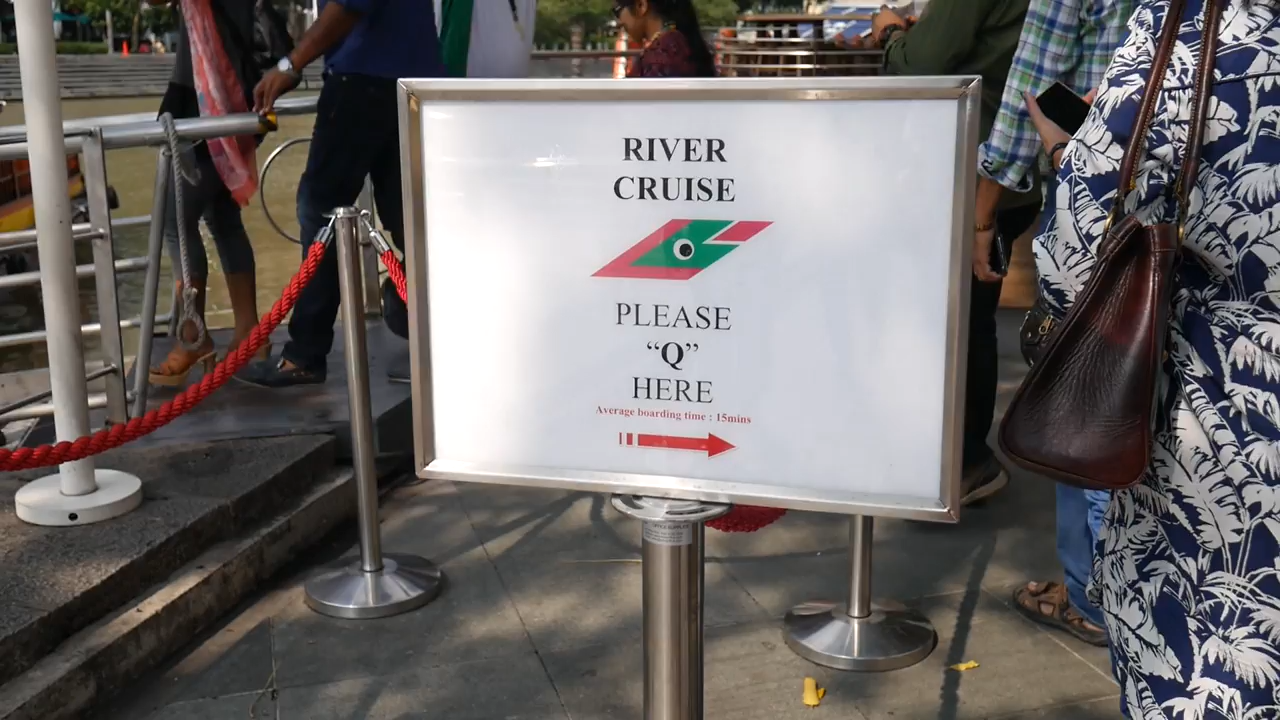 RIVER
CRUISE
PLEASE
“Q”
HERE
Average boarding time : 15mins